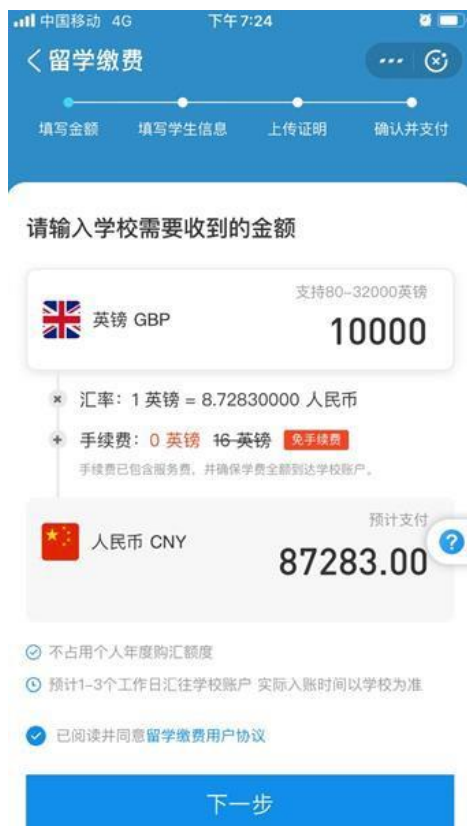 中国移动 4G 下午7:24
留学缴费
填写金额 填写学生信息 上传证明 确认并支付
请输入学校需要收到的金额
支持80-32000英镑
英镑 GBP 10000
汇率：1 英镑 = 8.72830000 人民币
手续费：0 英镑 16 英镑 免手续费
手续费已包含服务费，并确保学费全额到达学校账户。
预计支付
人民币 CNY 87283.00
?
不占用个人年度购汇额度
预计1-3个工作日汇往学校账户 实际入账时间以学校为准
已阅读并同意留学缴费用户协议
下一步